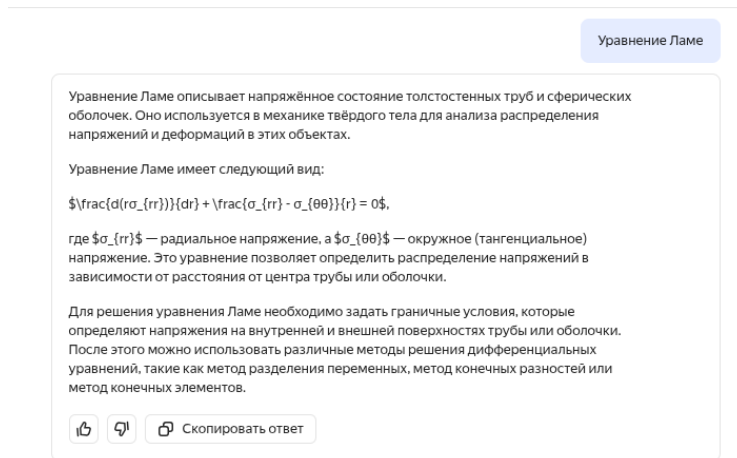 Уравнение Ламе
Уравнение Ламе описывает напряжённое состояние толстостенных труб и сферических
оболочек. Оно используется в механике твёрдого тела для анализа распределения
напряжений и деформаций в этих объектах.
Уравнение Ламе имеет следующий вид:
$\frac{d(rσ_{rr})}{dr} + \frac{σ_{rr} - σ_{θθ}}{r} = 0$,
где $σ_{rr}$ — радиальное напряжение, а $σ_{θθ}$ — окружное (тангенциальное)
напряжение. Это уравнение позволяет определить распределение напряжений в
зависимости от расстояния от центра трубы или оболочки.
Для решения уравнения Ламе необходимо задать граничные условия, которые
определяют напряжения на внутренней и внешней поверхностях трубы или оболочки.
После этого можно использовать различные методы решения дифференциальных
уравнений, такие как метод разделения переменных, метод конечных разностей или
метод конечных элементов.
Скопировать ответ